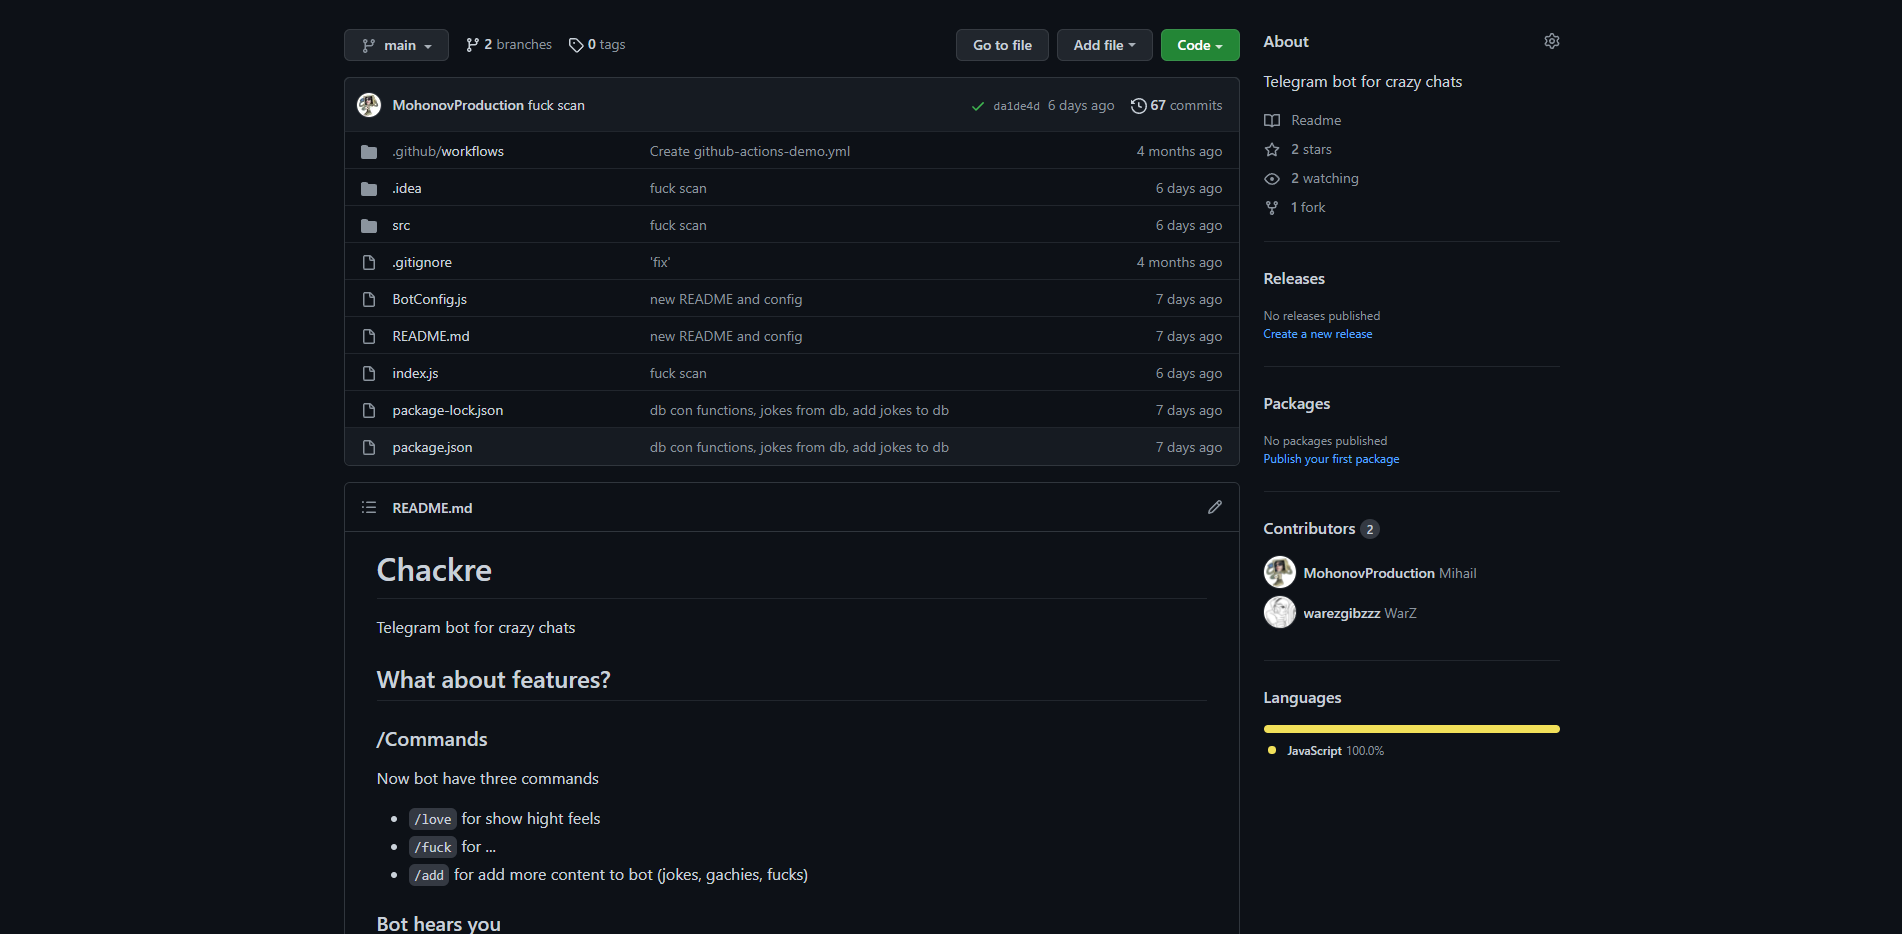 main
2 branches
0 tags
Go to file
Add file
Code
MohonovProduction fuck scan
da1de4d 6 days ago
67 commits
.github/workflows Create github-actions-demo.yml 4 months ago
.idea fuck scan 6 days ago
src fuck scan 6 days ago
.gitignore 'fix' 4 months ago
BotConfig.js new README and config 7 days ago
README.md new README and config 7 days ago
index.js fuck scan 6 days ago
package-lock.json db con functions, jokes from db, add jokes to db 7 days ago
package.json db con functions, jokes from db, add jokes to db 7 days ago
README.md
Chackre
Telegram bot for crazy chats
What about features?
/Commands
Now bot have three commands
/love for show hight feels
/fuck for ...
/add for add more content to bot (jokes, gachies, fucks)
Bot hears you
About
Telegram bot for crazy chats
Readme
2 stars
2 watching
1 fork
Releases
No releases published
Create a new release
Packages
No packages published
Publish your first package
Contributors 2
MohonovProduction Mihail
warezgibzzz WarZ
Languages
JavaScript 100.0%